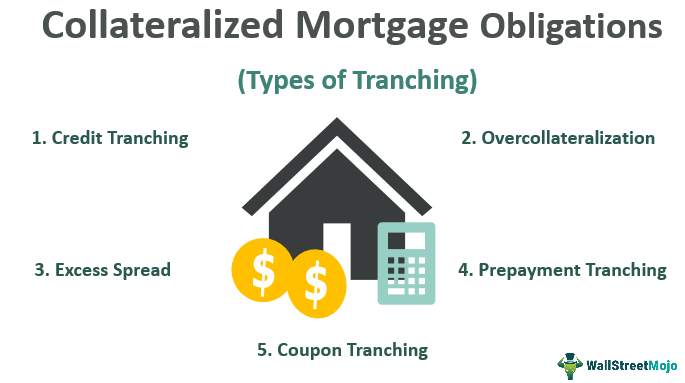 Collateralized Mortgage Obligations
(Types of Tranching)
1. Credit Tranching
2. Overcollateralization
3. Excess Spread
4. Prepayment Tranching
5. Coupon Tranching
$
$
WallStreetMojo